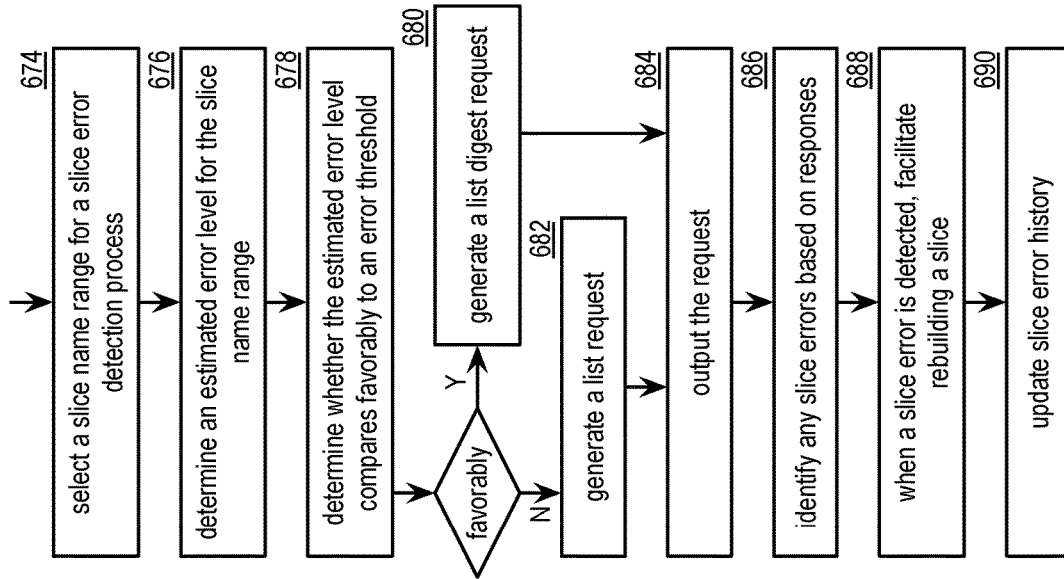 674
select a slice name range for a slice error
detection process
676
determine an estimated error level for the slice
name range
678
determine whether the estimated error level
compares favorably to an error threshold
favorably
Y
N
680
generate a list digest request
682
generate a list request
684
output the request
686
identify any slice errors based on responses
688
when a slice error is detected, facilitate
rebuilding a slice
690
update slice error history